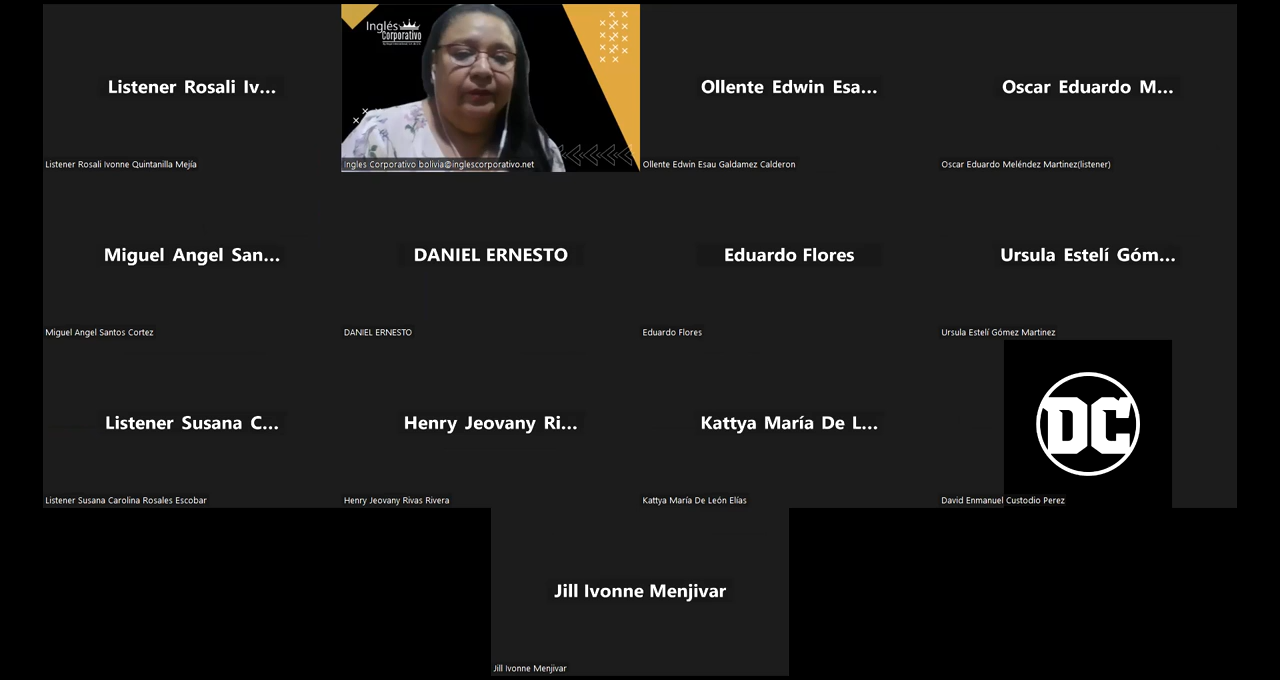 Listener Rosali Iv...
Listener Rosali Ivonne Quintanilla Mejía
Inglés
Corporativo
Ingles Corporativo bolivia@inglescorporativo.net
Ollente Edwin Esa...
Ollente Edwin Esau Galdamez Calderon
Oscar Eduardo M...
Oscar Eduardo Meléndez Martinez(listener)
Miguel Angel San...
Miguel Angel Santos Cortez
DANIEL ERNESTO
DANIEL ERNESTO
Eduardo Flores
Eduardo Flores
Ursula Estelí Góm...
Ursula Estelí Gómez Martinez
Listener Susana C...
Listener Susana Carolina Rosales Escobar
Henry Jeovany Ri...
Henry Jeovany Rivas Rivera
Kattya María De L...
Kattya María De León Elías
DC
David Enmanuel Custodio Perez
Jill Ivonne Menjivar
Jill Ivonne Menjivar